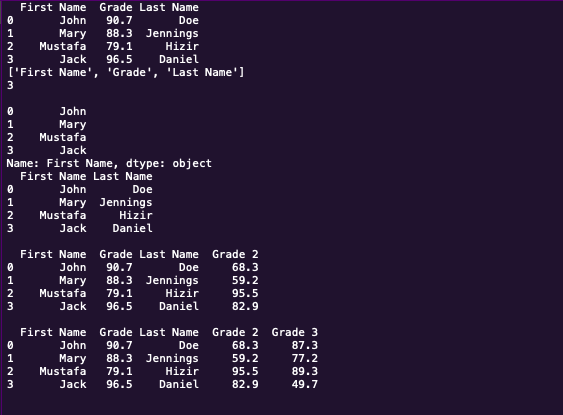 First Name  Grade Last Name
0       John   90.7       Doe
1       Mary   88.3  Jennings
2    Mustafa   79.1     Hizir
3       Jack   96.5    Daniel
['First Name', 'Grade', 'Last Name']
3

0       John
1       Mary
2    Mustafa
3       Jack
Name: First Name, dtype: object
  First Name Last Name
0       John       Doe
1       Mary  Jennings
2    Mustafa     Hizir
3       Jack    Daniel

  First Name  Grade Last Name  Grade 2
0       John   90.7       Doe     68.3
1       Mary   88.3  Jennings     59.2
2    Mustafa   79.1     Hizir     95.5
3       Jack   96.5    Daniel     82.9

  First Name  Grade Last Name  Grade 2  Grade 3
0       John   90.7       Doe     68.3     87.3
1       Mary   88.3  Jennings     59.2     77.2
2    Mustafa   79.1     Hizir     95.5     89.3
3       Jack   96.5    Daniel     82.9     49.7